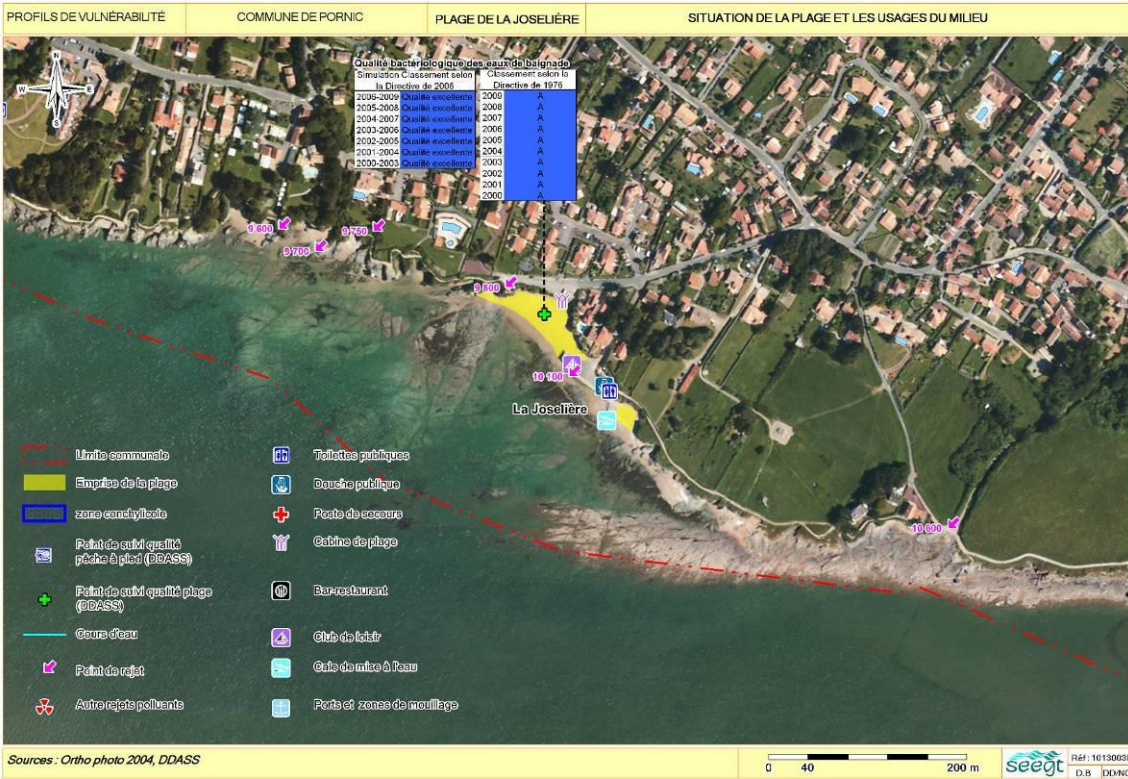 PROFILS DE VULNÉRABILITÉ
COMMUNE DE PORNIC
PLAGE DE LA JOSELIÈRE
SITUATION DE LA PLAGE ET LES USAGES DU MILIEU
N
W E
S
Qualité bactériologique des eaux de baignade
Simulation Classement selon
la Directive de 2006
2006-2009 Qualité excellente
2005-2008 Qualité excellente
2004-2007 Qualité excellente
2003-2006 Qualité excellente
2002-2005 Qualité excellente
2001-2004 Qualité excellente
2000-2003 Qualité excellente
Classement selon la
Directive de 1976
2009 A
2008 A
2007 A
2006 A
2005 A
2004 A
2003 A
2002 A
2001 A
2000 A
9 600
9 700
9 750
9 800
10 100
La Joselière
10 600
Limite communale
Emprise de la plage
zone conchylicole
Point de suivi qualité
pêche à pied (DDASS)
Point de suivi qualité plage
(DDASS)
Cours d'eau
Point de rejet
Autre rejets polluants
Toilettes publiques
Douche publique
Poste de secours
Cabine de plage
Bar-restaurant
Club de loisir
Cale de mise à l'eau
Ports et zones de mouillage
Sources : Ortho photo 2004, DDASS
0 40 200 m
seegt
D.B